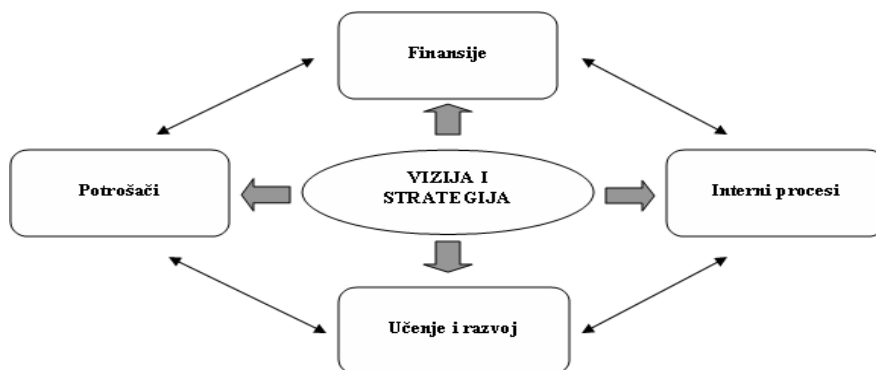 Finansije
Potrošači
VIZIJA I
STRATEGIJA
Interni procesi
Učenje i razvoj